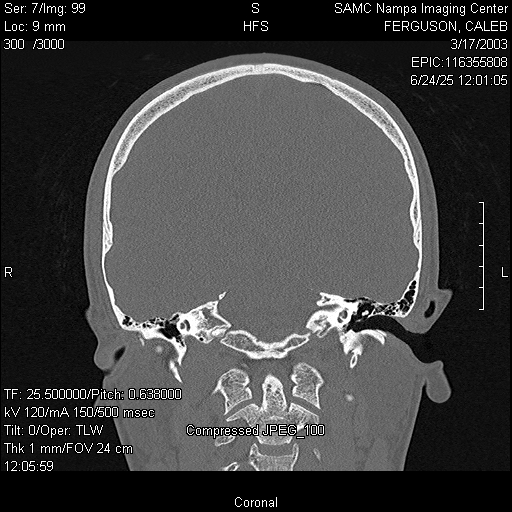 Ser: 7/Img: 99
Loc: 9 mm
300 /3000
S
HFS
SAMC Nampa Imaging Center
FERGUSON, CALEB
3/17/2003
EPIC:116355808
6/24/25 12:01:05
R
L
TF: 25.500000/Pitch: 0.638000
kV 120/mA 150/500 msec
Tilt: 0/Oper: TLW
Thk 1 mm/FOV 24 cm
12:05:59
Compressed JPEG_100
Coronal